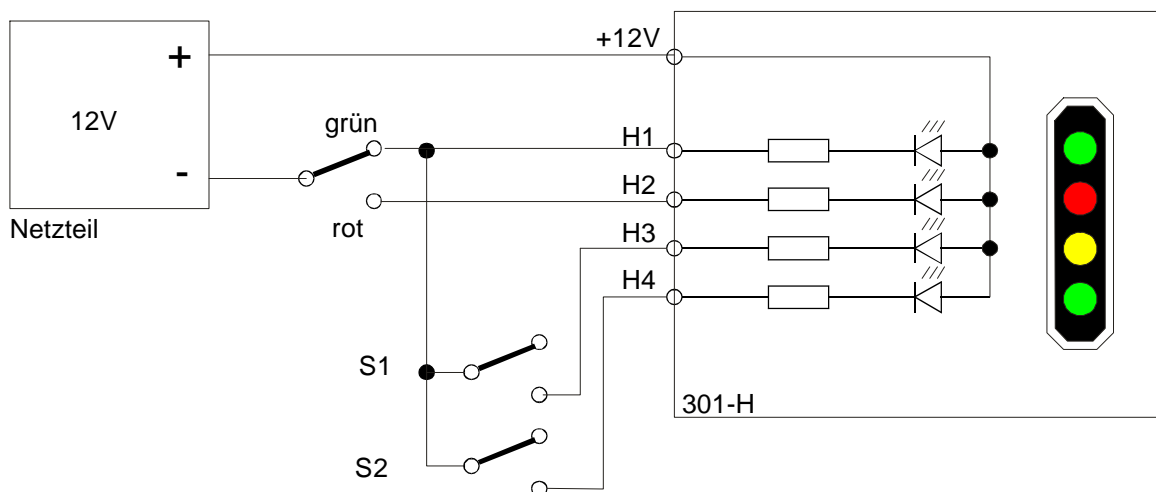 +
12V
-
Netzteil
grün
rot
+12V
H1
H2
H3
H4
S1
S2
301-H